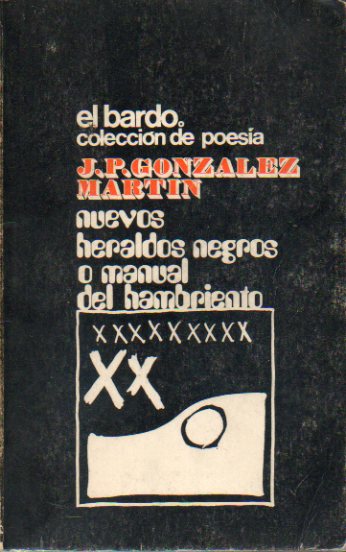 el bardo.
colección de poesía
J.P. GONZALEZ
MARTIN
nuevos
heraldos negros
o manual
del hambriento
xxxxxxxxx
XX